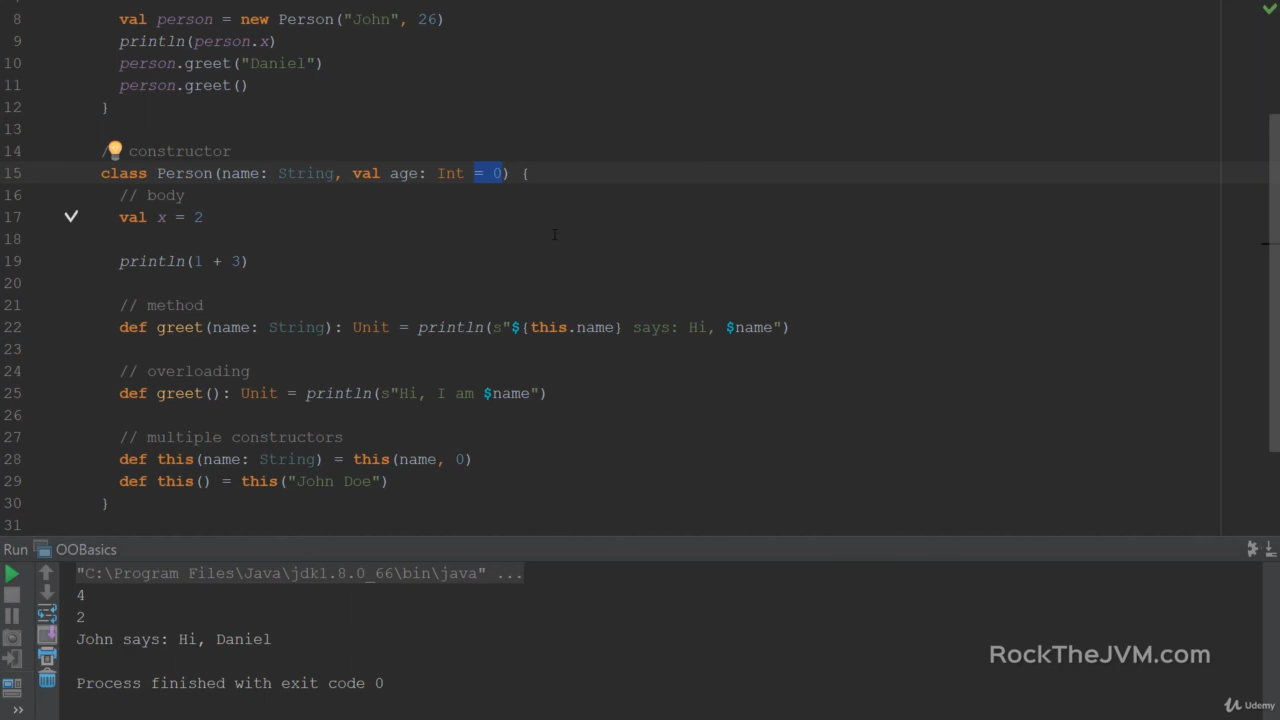 8 val person = new Person("John", 26)
9 println(person.x)
10 person.greet("Daniel")
11 person.greet()
12 }
13
14 / constructor
15 class Person(name: String, val age: Int = 0) {
16 // body
17 val x = 2
18
19 println(1 + 3)
20
21 // method
22 def greet(name: String): Unit = println(s"${this.name} says: Hi, $name")
23
24 // overloading
25 def greet(): Unit = println(s"Hi, I am $name")
26
27 // multiple constructors
28 def this(name: String) = this(name, 0)
29 def this() = this("John Doe")
30 }
31
Run OOBasics
"C:\Program Files\Java\jdk1.8.0_66\bin\java" ...
4
2
John says: Hi, Daniel
RockTheJVM.com
Process finished with exit code 0
Udemy